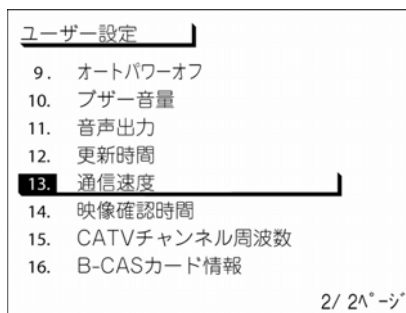 ユーザー設定
9. オートパワーオフ
10. ブザー音量
11. 音声出力
12. 更新時間
13. 通信速度
14. 映像確認時間
15. CATVチャンネル周波数
16. B-CASカード情報
2/ 2ﾍﾟｰｼﾞ